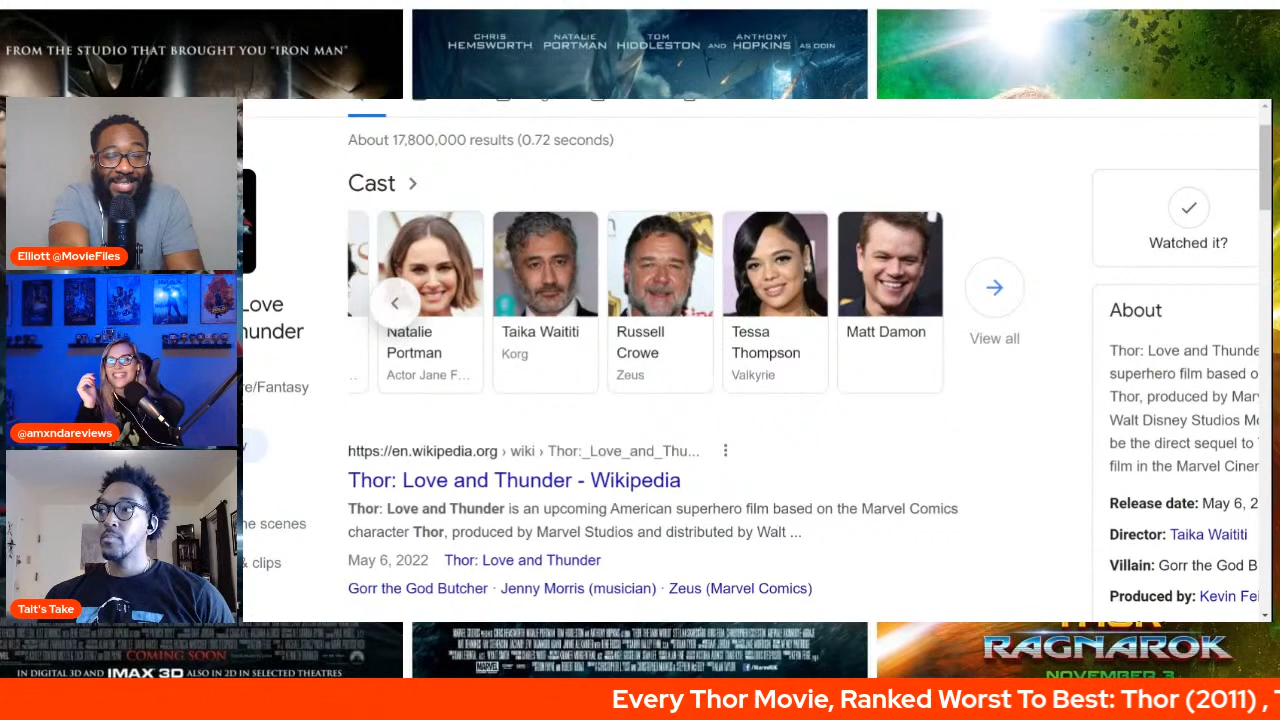 FROM THE STUDIO THAT BROUGHT YOU "IRON MAN"
CHRIS HEMSWORTH NATALIE PORTMAN TOM HIDDLESTON AND ANTHONY HOPKINS AS ODIN
About 17,800,000 results (0.72 seconds)
Cast
Watched it?
Elliott @MovieFiles
Natalie Portman
Actor Jane F...
Taika Waititi
Korg
Russell Crowe
Zeus
Tessa Thompson
Valkyrie
Matt Damon
View all
Love
hunder
re/Fantasy
@amxndareviews
About
Thor: Love and Thunde
superhero film based o
Thor, produced by Mar
Walt Disney Studios Mo
be the direct sequel to
film in the Marvel Cinem
Release date: May 6, 2
Director: Taika Waititi
Villain: Gorr the God B
Produced by: Kevin Fei
https://en.wikipedia.org › wiki › Thor:_Love_and_Thu...
Thor: Love and Thunder - Wikipedia
Thor: Love and Thunder is an upcoming American superhero film based on the Marvel Comics
character Thor, produced by Marvel Studios and distributed by Walt ...
May 6, 2022 Thor: Love and Thunder
Gorr the God Butcher · Jenny Morris (musician) · Zeus (Marvel Comics)
he scenes
& clips
Tait's Take
COMING SOON
IN DIGITAL 3D AND IMAX 3D ALSO IN 2D IN SELECTED THEATRES
MARVEL
THOR
RAGNAROK
NOVEMBER 3
Every Thor Movie, Ranked Worst To Best: Thor (2011) , T